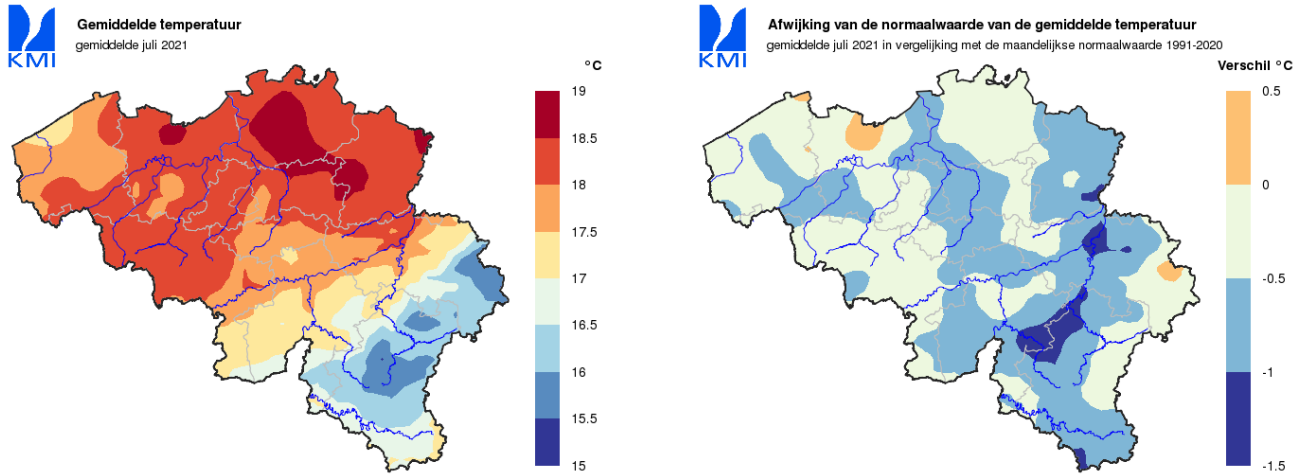 Gemiddelde temperatuur
gemiddelde juli 2021
KMI
°C
19
18.5
18
17.5
17
16.5
16
15.5
15
Afwijking van de normaalwaarde van de gemiddelde temperatuur
gemiddelde juli 2021 in vergelijking met de maandelijkse normaalwaarde 1991-2020
KMI
Verschil °C
0.5
0
-0.5
-1
-1.5